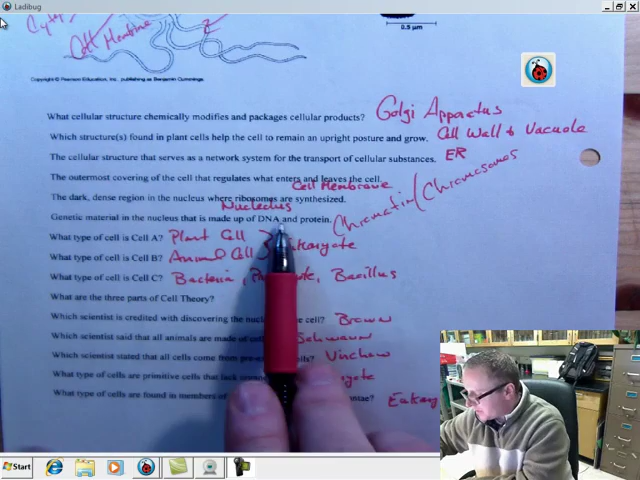 Ladibug
Cell Membrane
0.5 µm
Copyright © Pearson Education, Inc., publishing as Benjamin Cummings.
What cellular structure chemically modifies and packages cellular products? Golgi Apparatus
Which structure(s) found in plant cells help the cell to remain an upright posture and grow. Cell Wall & Vacuole
The cellular structure that serves as a network system for the transport of cellular substances. ER
The outermost covering of the cell that regulates what enters and leaves the cell.
Cell Membrane
The dark, dense region in the nucleus where ribosomes are synthesized.
Nucleolus
Genetic material in the nucleus that is made up of DNA and protein. Chromatin/Chromosomes
What type of cell is Cell A? Plant Cell
What type of cell is Cell B? Animal Cell } Eukaryote
What type of cell is Cell C? Bacteria, Bacillus
What are the three parts of Cell Theory?
Which scientist is credited with discovering the the cell? Brown
Which scientist said that all animals are made of Schwann
Which scientist stated that all cells come from Virchow
What type of cells are primitive cells that lack
What type of cells are found in members of
Start